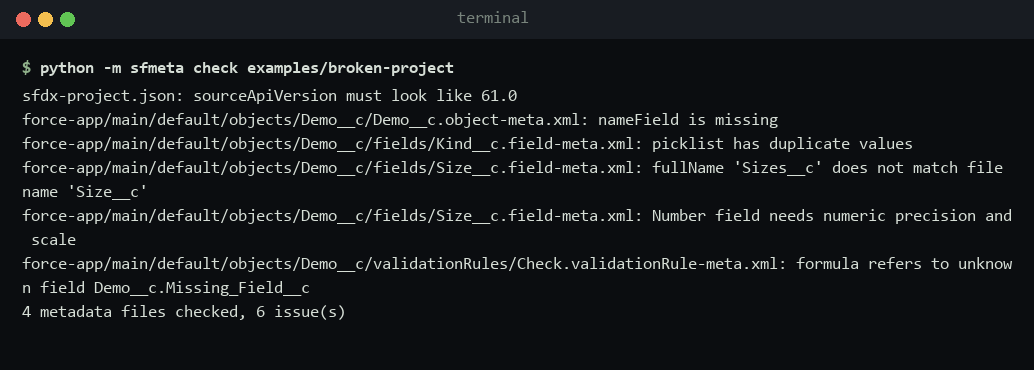 terminal
$ python -m sfmeta check examples/broken-project
sfdx-project.json: sourceApiVersion must look like 61.0
force-app/main/default/objects/Demo__c/Demo__c.object-meta.xml: nameField is missing
force-app/main/default/objects/Demo__c/fields/Kind__c.field-meta.xml: picklist has duplicate values
force-app/main/default/objects/Demo__c/fields/Size__c.field-meta.xml: fullName 'Sizes__c' does not match file
name 'Size__c'
force-app/main/default/objects/Demo__c/fields/Size__c.field-meta.xml: Number field needs numeric precision and
 scale
force-app/main/default/objects/Demo__c/validationRules/Check.validationRule-meta.xml: formula refers to unknow
n field Demo__c.Missing_Field__c
4 metadata files checked, 6 issue(s)